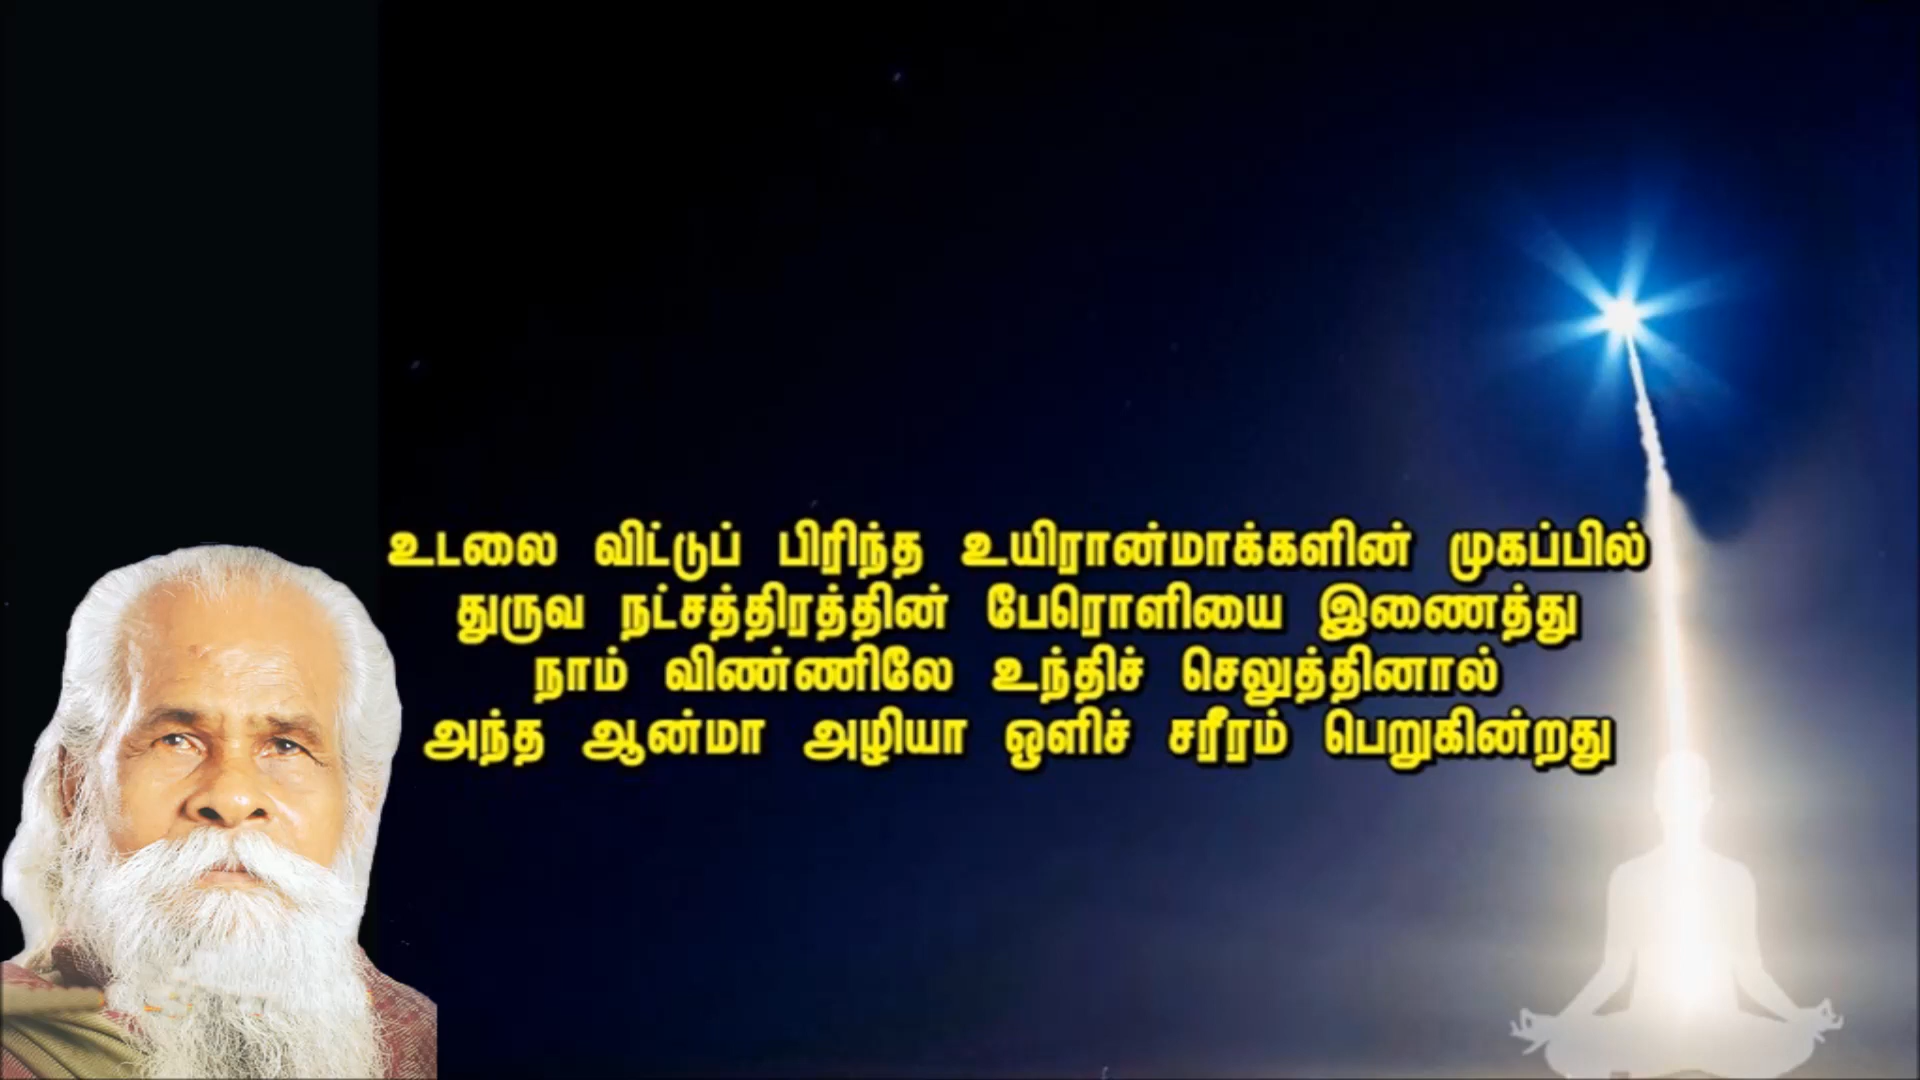 உடலை விட்டுப் பிரிந்த உயிரான்மாக்களின் முகப்பில்
துருவ நட்சத்திரத்தின் பேரொளியை இணைத்து
நாம் விண்ணிலே உந்திச் செலுத்தினால்
அந்த ஆன்மா அழியா ஒளிச் சரீரம் பெறுகின்றது